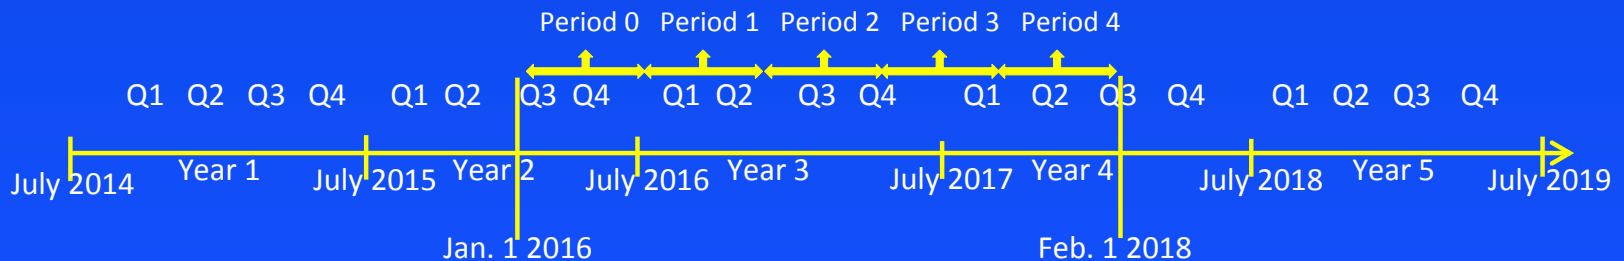 Period 0 Period 1 Period 2 Period 3 Period 4
Q1 Q2 Q3 Q4 Q1 Q2 Q3 Q4 Q1 Q2 Q3 Q4 Q1 Q2 Q3 Q4 Q1 Q2 Q3 Q4
July 2014 Year 1 July 2015 Year 2 July 2016 Year 3 July 2017 Year 4 July 2018 Year 5 July 2019
Jan. 1 2016 Feb. 1 2018